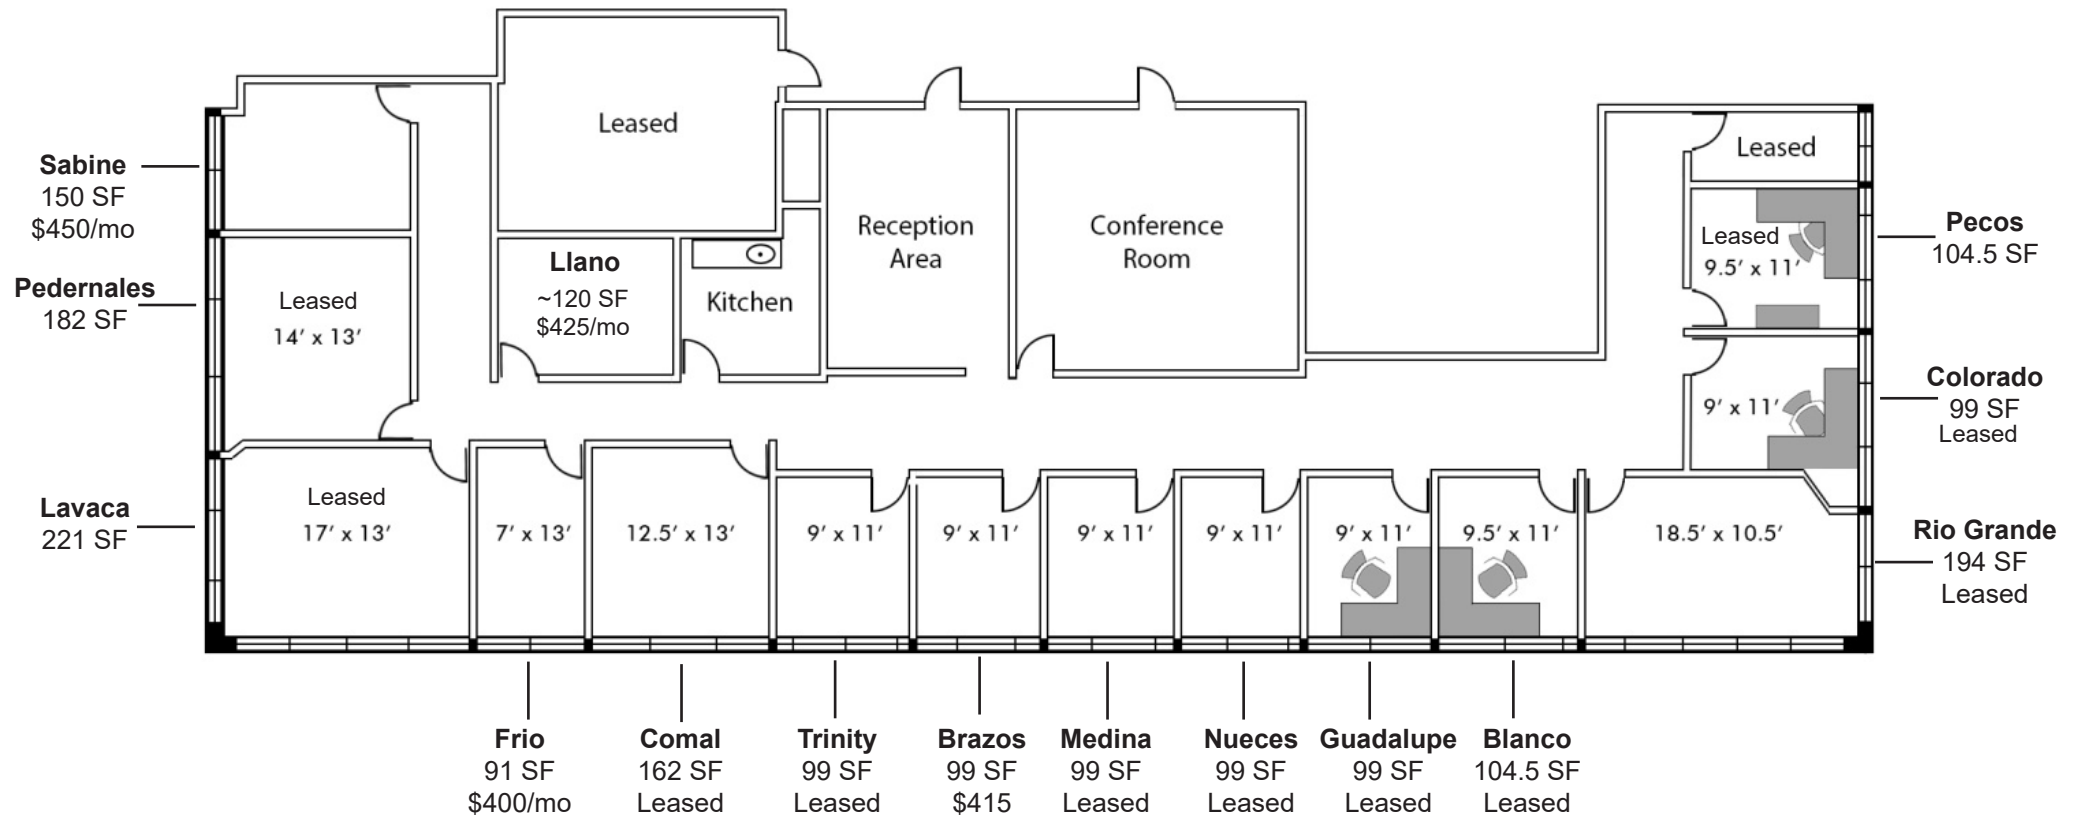 Sabine
150 SF
$450/mo
Pedernales
182 SF
Lavaca
221 SF
Leased
Leased
14’ x 13’
Llano
~120 SF
$425/mo
Kitchen
Reception
Area
Conference
Room
Leased
Leased
9.5’ x 11’
Pecos
104.5 SF
9’ x 11’
Colorado
99 SF
Leased
Leased
17’ x 13’
7’ x 13’
12.5’ x 13’
9’ x 11’
9’ x 11’
9’ x 11’
9’ x 11’
9’ x 11’
9.5’ x 11’
18.5’ x 10.5’
Rio Grande
194 SF
Leased
Frio
91 SF
$400/mo
Comal
162 SF
Leased
Trinity
99 SF
Leased
Brazos
99 SF
$415
Medina
99 SF
Leased
Nueces
99 SF
Leased
Guadalupe
99 SF
Leased
Blanco
104.5 SF
Leased